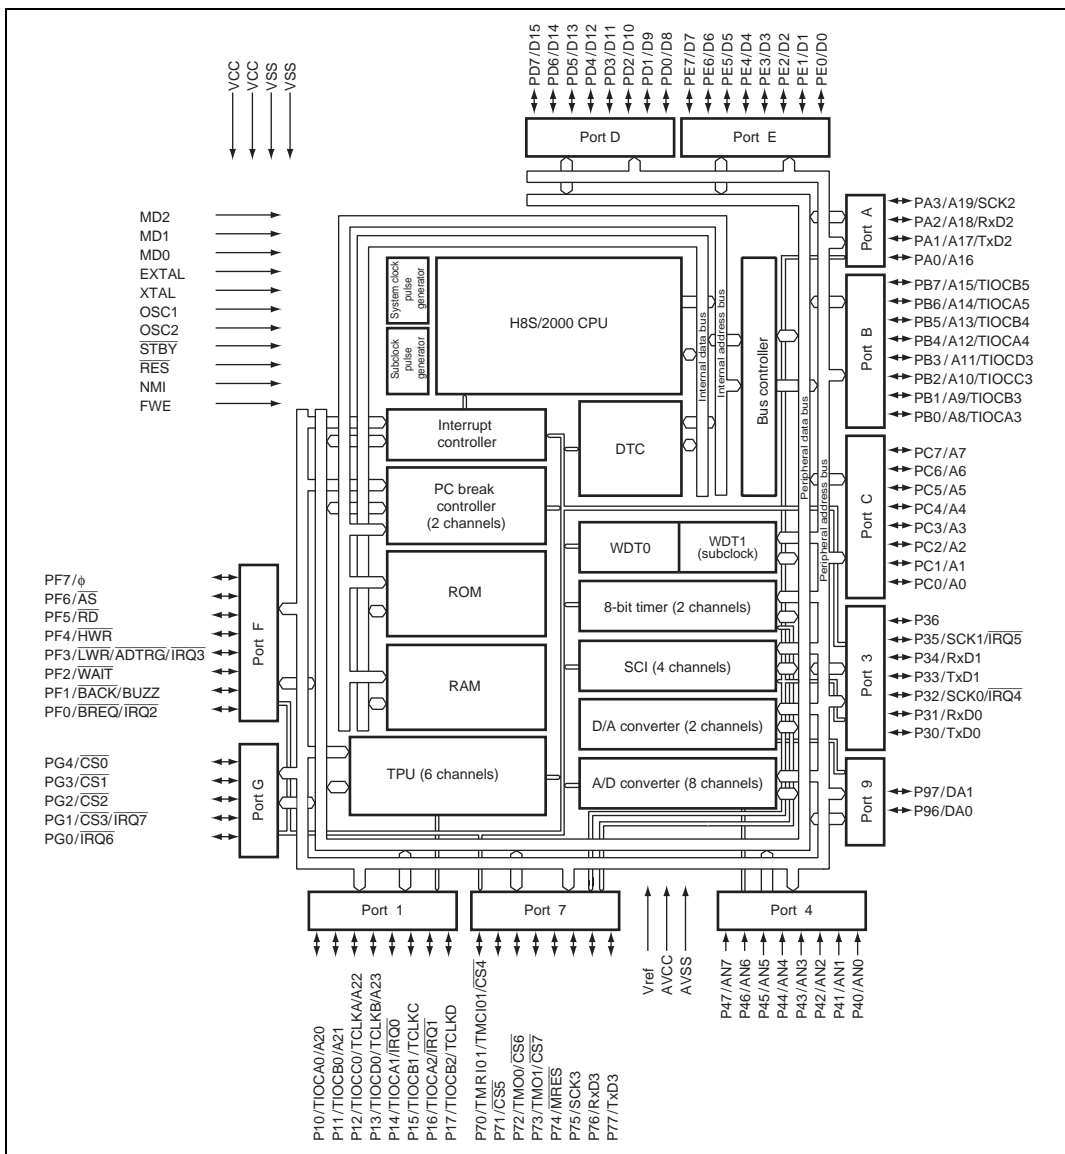 VCC
VCC
VSS
VSS
PD7/D15
PD6/D14
PD5/D13
PD4/D12
PD3/D11
PD2/D10
PD1/D9
PD0/D8
PE7/D7
PE6/D6
PE5/D5
PE4/D4
PE3/D3
PE2/D2
PE1/D1
PE0/D0
Port D
Port E
MD2
MD1
MD0
EXTAL
XTAL
OSC1
OSC2
STBY
RES
NMI
FWE
System clock
pulse
generator
Subclock
pulse
generator
H8S/2000 CPU
Interrupt
controller
PC break
controller
(2 channels)
ROM
RAM
TPU (6 channels)
DTC
Internal data bus
Internal address bus
Bus controller
Peripheral data bus
Peripheral address bus
WDT0
WDT1
(subclock)
8-bit timer (2 channels)
SCI (4 channels)
D/A converter (2 channels)
A/D converter (8 channels)
Port A
PA3/A19/SCK2
PA2/A18/RxD2
PA1/A17/TxD2
PA0/A16
Port B
PB7/A15/TIOCB5
PB6/A14/TIOCA5
PB5/A13/TIOCB4
PB4/A12/TIOCA4
PB3/A11/TIOCD3
PB2/A10/TIOCC3
PB1/A9/TIOCB3
PB0/A8/TIOCA3
Port C
PC7/A7
PC6/A6
PC5/A5
PC4/A4
PC3/A3
PC2/A2
PC1/A1
PC0/A0
Port 3
P36
P35/SCK1/IRQ5
P34/RxD1
P33/TxD1
P32/SCK0/IRQ4
P31/RxD0
P30/TxD0
Port 9
P97/DA1
P96/DA0
PF7/ϕ
PF6/AS
PF5/RD
PF4/HWR
PF3/LWR/ADTRG/IRQ3
PF2/WAIT
PF1/BACK/BUZZ
PF0/BREQ/IRQ2
Port F
PG4/CS0
PG3/CS1
PG2/CS2
PG1/CS3/IRQ7
PG0/IRQ6
Port G
Port 1
Port 7
Port 4
P10/TIOCA0/A20
P11/TIOCB0/A21
P12/TIOCC0/TCLKA/A22
P13/TIOCD0/TCLKB/A23
P14/TIOCA1/IRQ0
P15/TIOCB1/TCLKC
P16/TIOCA2/IRQ1
P17/TIOCB2/TCLKD
P70/TMRI01/TMCI01/CS4
P71/CS5
P72/TMO0/CS6
P73/TMO1/CS7
P74/MRES
P75/SCK3
P76/RxD3
P77/TxD3
Vref
AVCC
AVSS
P47/AN7
P46/AN6
P45/AN5
P44/AN4
P43/AN3
P42/AN2
P41/AN1
P40/AN0